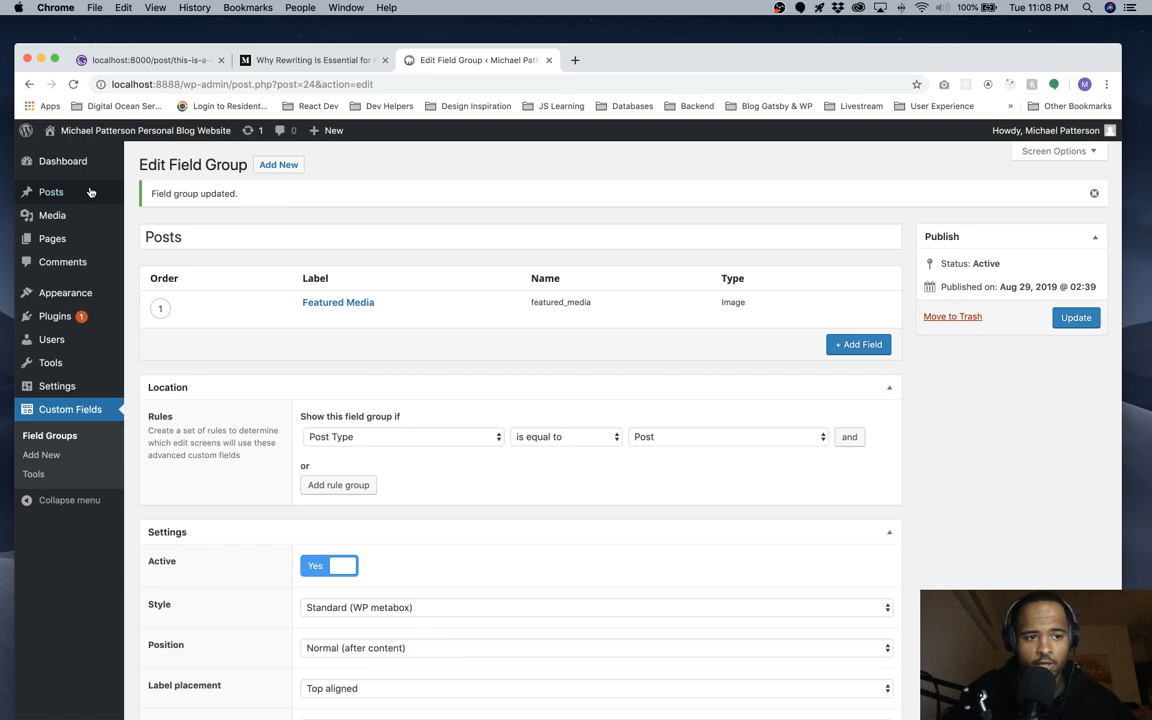 Chrome File Edit View History Bookmarks People Window Help 100% Tue 11:08 PM
localhost:8888/post/this-is-a- Why Rewriting Is Essential for Edit Field Group ‹ Michael Patt
localhost:8888/wp-admin/post.php?post=24&action=edit
Apps Digital Ocean Ser... Login to Resident... React Dev Dev Helpers Design Inspiration JS Learning Databases Backend Blog Gatsby & WP Livestream User Experience » Other Bookmarks
Michael Patterson Personal Blog Website 1 0 + New Howdy, Michael Patterson
Screen Options
Dashboard
Posts
Media
Pages
Comments
Appearance
Plugins 1
Users
Tools
Settings
Custom Fields
Field Groups
Add New
Tools
Collapse menu
Edit Field Group Add New
Field group updated.
Posts
Order Label Name Type
1 Featured Media featured_media Image
+ Add Field
Location
Rules
Create a set of rules to determine
which edit screens will use these
advanced custom fields
Show this field group if
Post Type is equal to Post and
or
Add rule group
Settings
Active Yes
Style Standard (WP metabox)
Position Normal (after content)
Label placement Top aligned
Publish
Status: Active
Published on: Aug 29, 2019 @ 02:39
Move to Trash Update